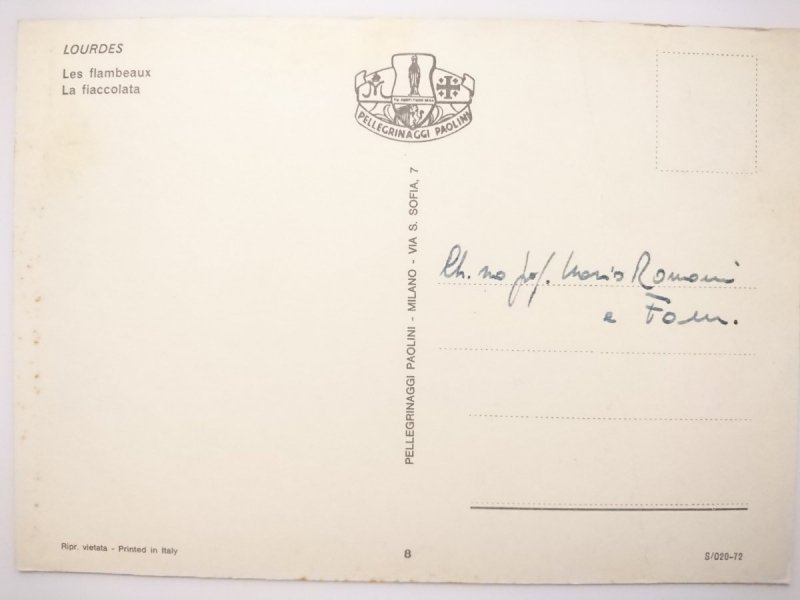 LOURDES
Les flambeaux
La fiaccolata
PELLEGRINAGGI PAOLINI
PELLEGRINAGGI PAOLINI - MILANO - VIA S. SOFIA, 7
Ch.mo prof. Mario Romani
e Fam.
Ripr. vietata - Printed in Italy
8
S/D20-72